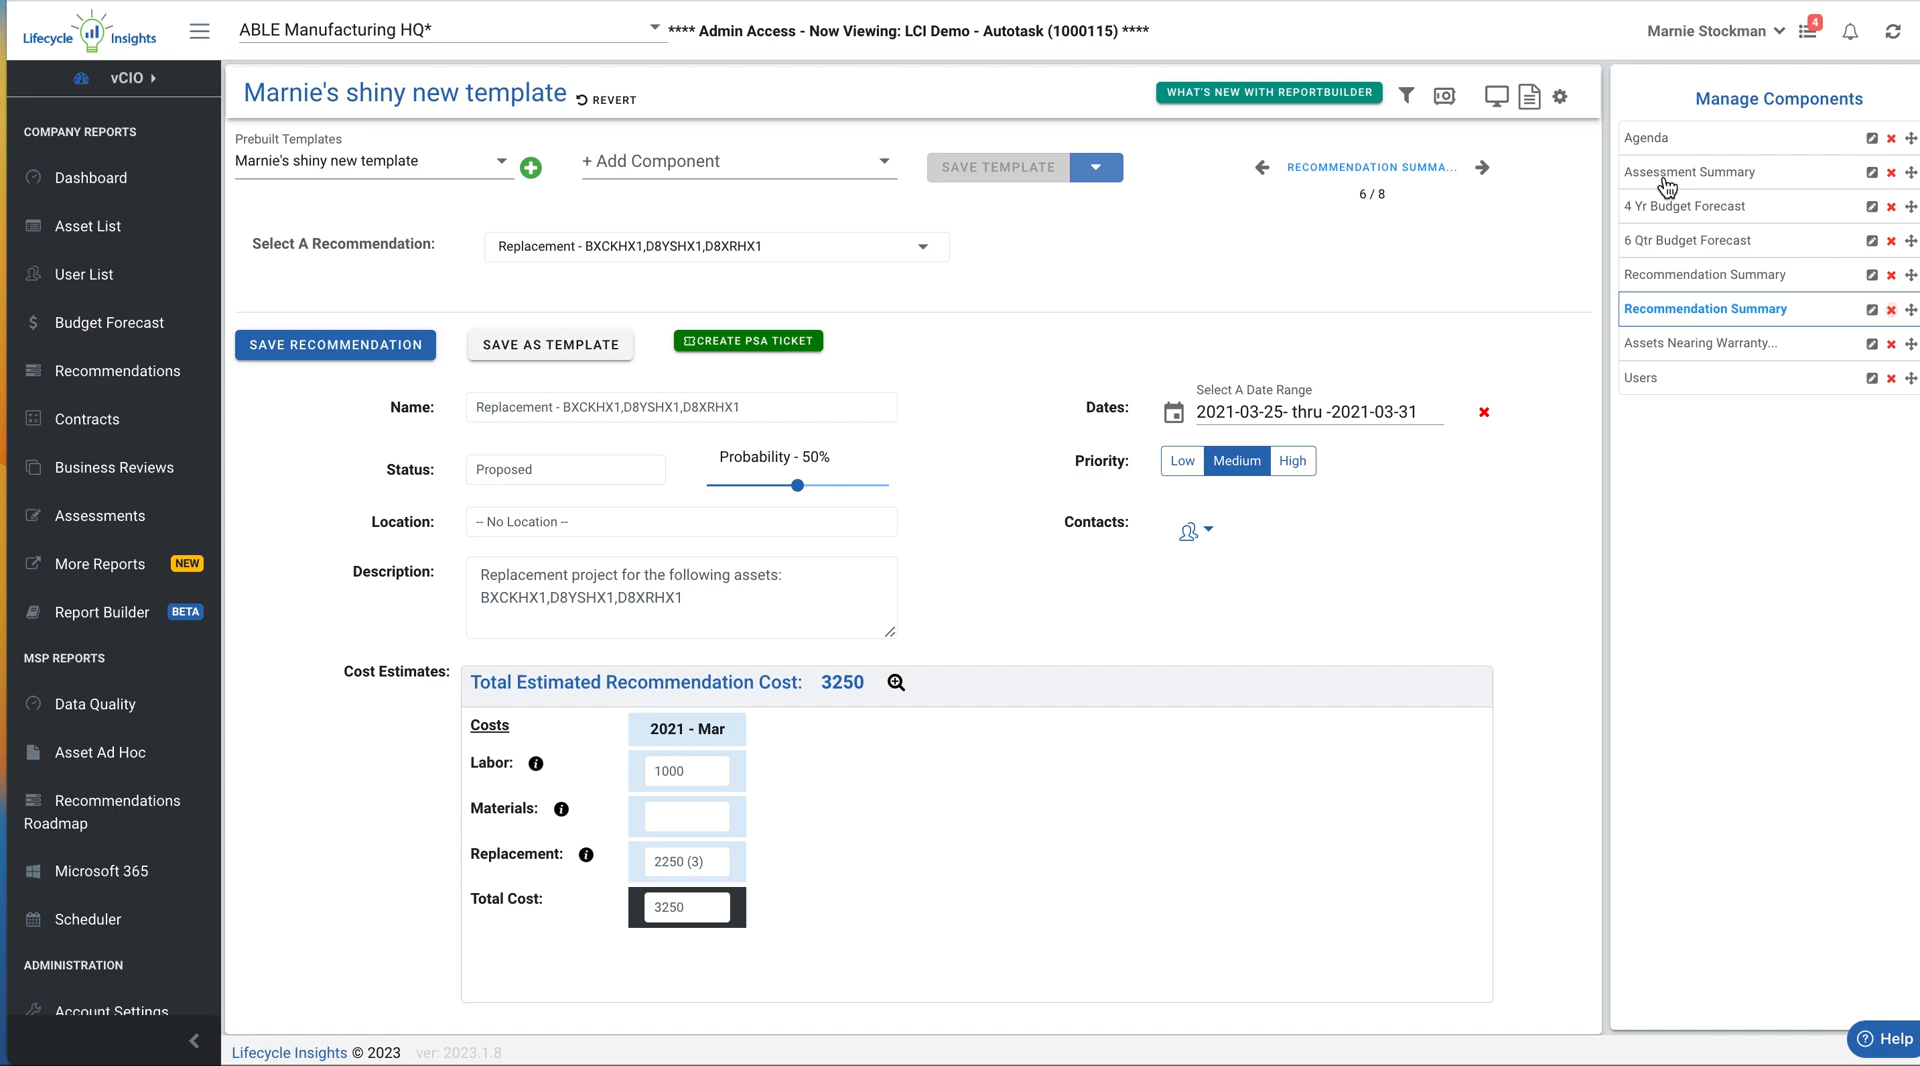 Lifecycle Insights
ABLE Manufacturing HQ*
**** Admin Access - Now Viewing: LCI Demo - Autotask (1000115) ****
Marnie Stockman
4
vCIO
COMPANY REPORTS
Dashboard
Asset List
User List
Budget Forecast
Recommendations
Contracts
Business Reviews
Assessments
More Reports NEW
Report Builder BETA
MSP REPORTS
Data Quality
Asset Ad Hoc
Recommendations
Roadmap
Microsoft 365
Scheduler
ADMINISTRATION
Account Settings
Marnie's shiny new template
REVERT
WHAT'S NEW WITH REPORTBUILDER
Prebuilt Templates
Marnie's shiny new template
+ Add Component
SAVE TEMPLATE
RECOMMENDATION SUMMA...
6 / 8
Select A Recommendation:
Replacement - BXCKHX1,D8YSHX1,D8XRHX1
SAVE RECOMMENDATION
SAVE AS TEMPLATE
CREATE PSA TICKET
Name:
Replacement - BXCKHX1,D8YSHX1,D8XRHX1
Dates:
Select A Date Range
2021-03-25- thru -2021-03-31
Status:
Proposed
Probability - 50%
Priority:
Low Medium High
Location:
-- No Location --
Contacts:
Description:
Replacement project for the following assets:
BXCKHX1,D8YSHX1,D8XRHX1
Cost Estimates:
Total Estimated Recommendation Cost: 3250
Costs
2021 - Mar
Labor:
1000
Materials:
Replacement:
2250 (3)
Total Cost:
3250
Manage Components
Agenda
Assessment Summary
4 Yr Budget Forecast
6 Qtr Budget Forecast
Recommendation Summary
Recommendation Summary
Assets Nearing Warranty...
Users
Lifecycle Insights © 2023 ver: 2023.1.8
Help